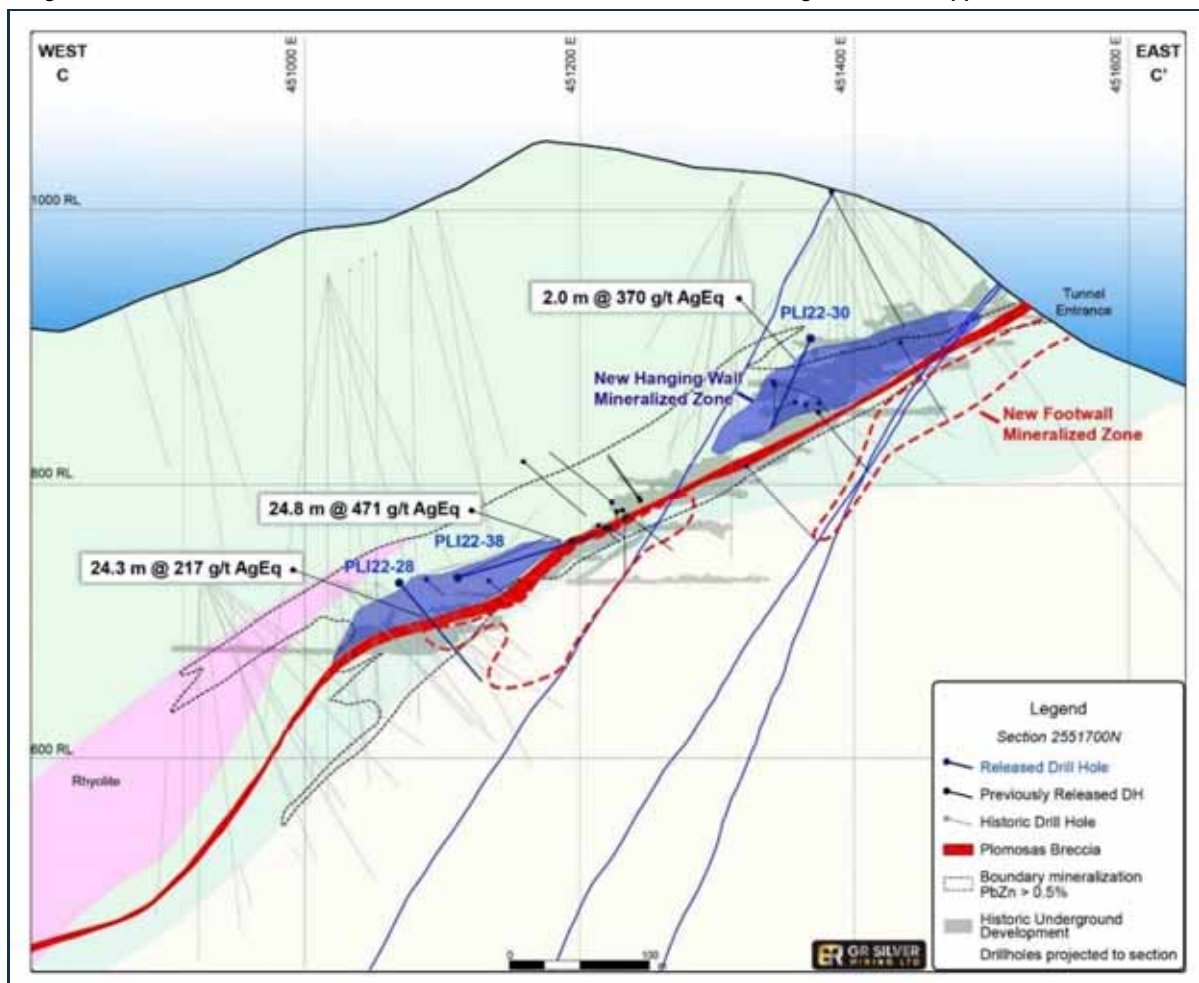 WEST
C
451000 E
451200 E
451400 E
451600 E
EAST
C'
1000 RL
2.0 m @ 370 g/t AgEq
PLI22-30
Tunnel
Entrance
New Hanging Wall
Mineralized Zone
New Footwall
Mineralized Zone
800 RL
24.8 m @ 471 g/t AgEq
PLI22-38
24.3 m @ 217 g/t AgEq
PLI22-28
600 RL
Rhyolite
Legend
Section 2551700N
Released Drill Hole
Previously Released DH
Historic Drill Hole
Plomosas Breccia
Boundary mineralization
PbZn > 0.5%
Historic Underground
Development
Drillholes projected to section
0 100
GR SILVER
MINING LTD